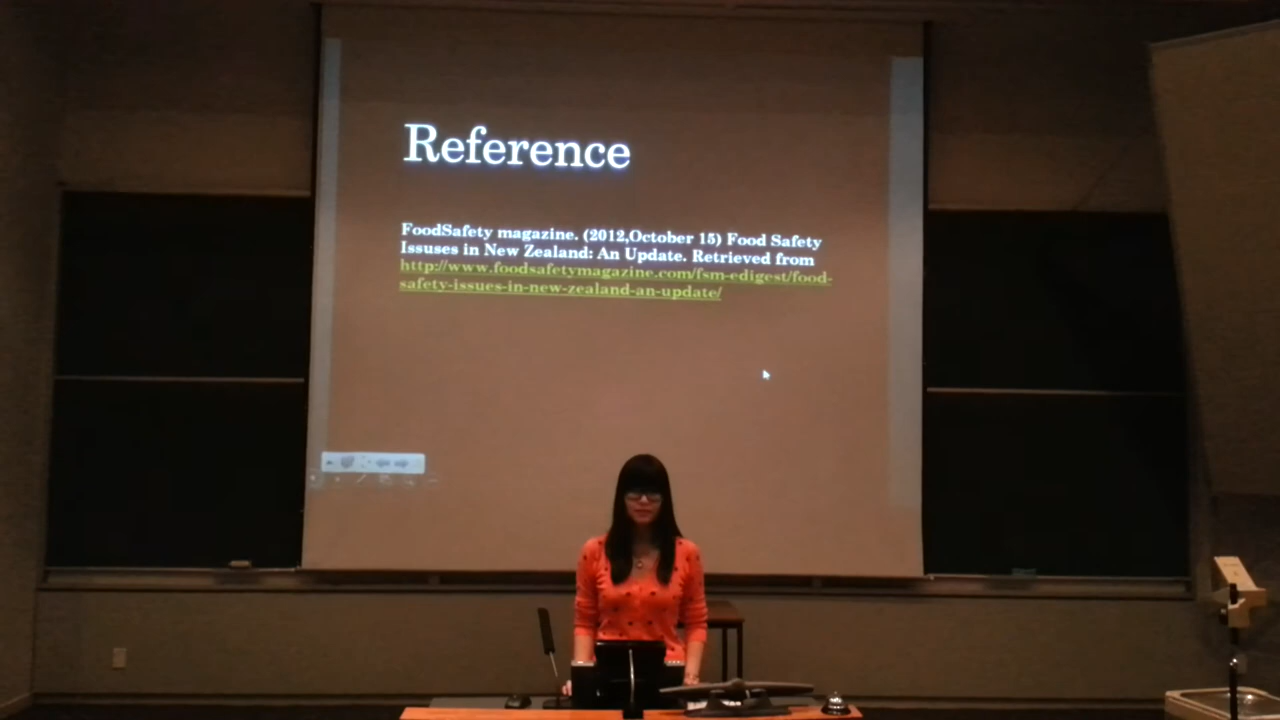 Reference
FoodSafety magazine. (2012,October 15) Food Safety
Issuses in New Zealand: An Update. Retrieved from
http://www.foodsafetymagazine.com/fsm-edigest/food-
safety-issues-in-new-zealand-an-update/